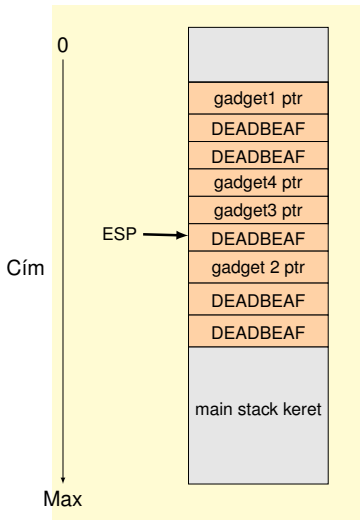 0
gadget1 ptr
DEADBEAF
DEADBEAF
gadget4 ptr
gadget3 ptr
ESP
DEADBEAF
Cím
gadget 2 ptr
DEADBEAF
DEADBEAF
main stack keret
Max